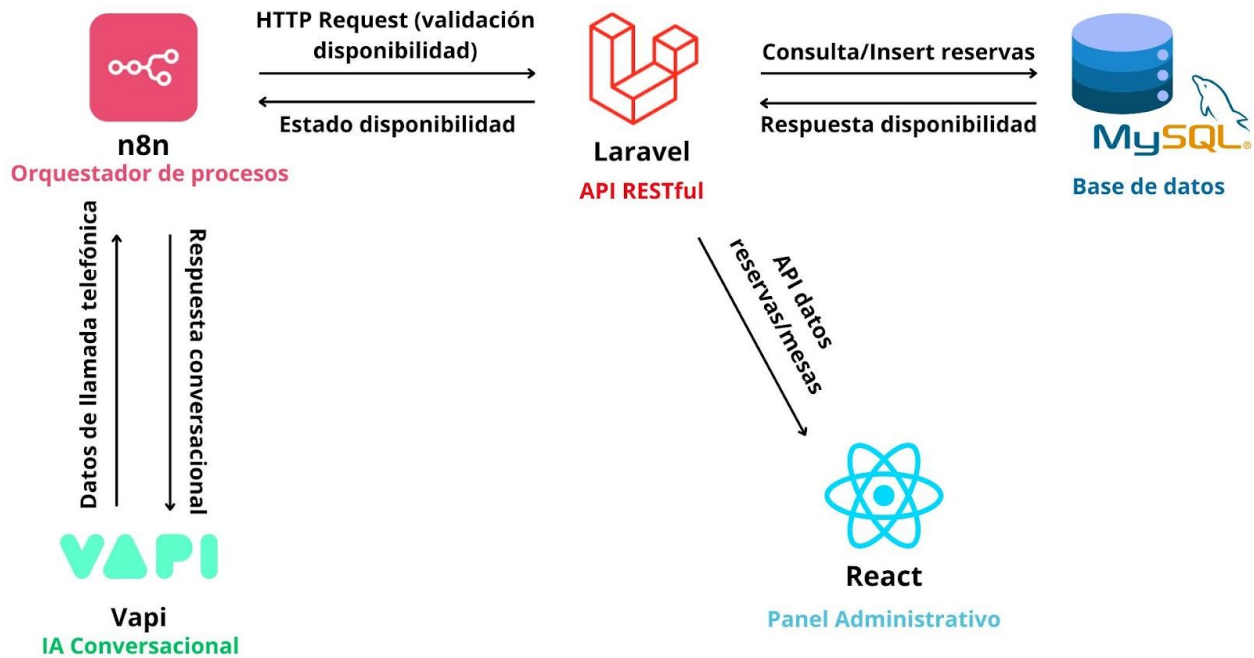 HTTP Request (validación
disponibilidad)
Estado disponibilidad
n8n
Orquestador de procesos
Laravel
API RESTful
Consulta/Insert reservas
Respuesta disponibilidad
MySQL®
Base de datos
Datos de llamada telefónica
Respuesta conversacional
API datos
reservas/mesas
VAPI
Vapi
IA Conversacional
React
Panel Administrativo